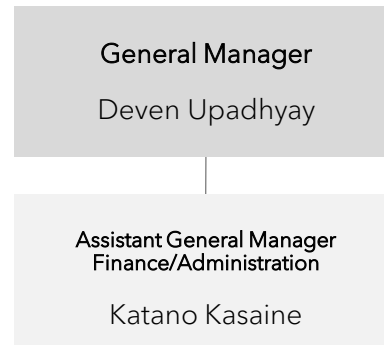 General Manager
Deven Upadhyay
Assistant General Manager
Finance/Administration
Katano Kasaine